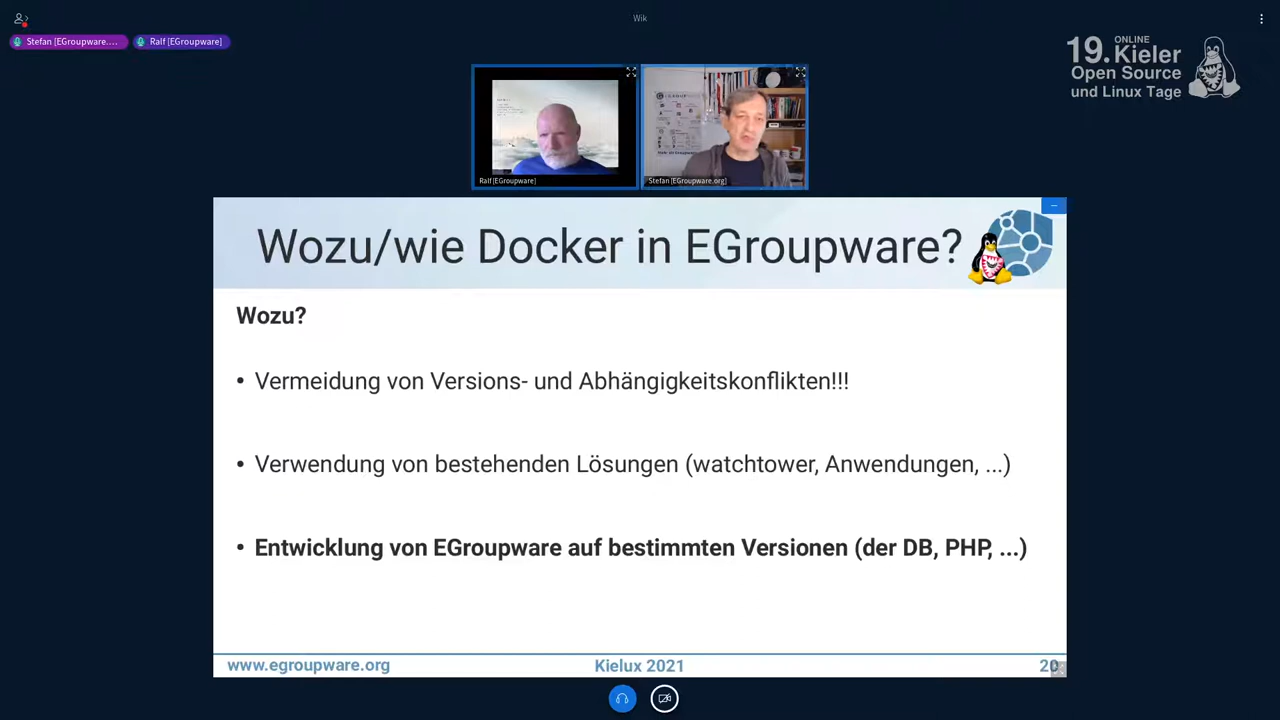 Wik
Stefan [EGroupware....
Ralf [EGroupware]
ONLINE
19. Kieler
Open Source
und Linux Tage
Ralf [EGroupware]
Stefan [EGroupware.org]
Wozu/wie Docker in EGroupware?
Wozu?
• Vermeidung von Versions- und Abhängigkeitskonflikten!!!
• Verwendung von bestehenden Lösungen (watchtower, Anwendungen, ...)
• Entwicklung von EGroupware auf bestimmten Versionen (der DB, PHP, ...)
www.egroupware.org
Kielux 2021
20